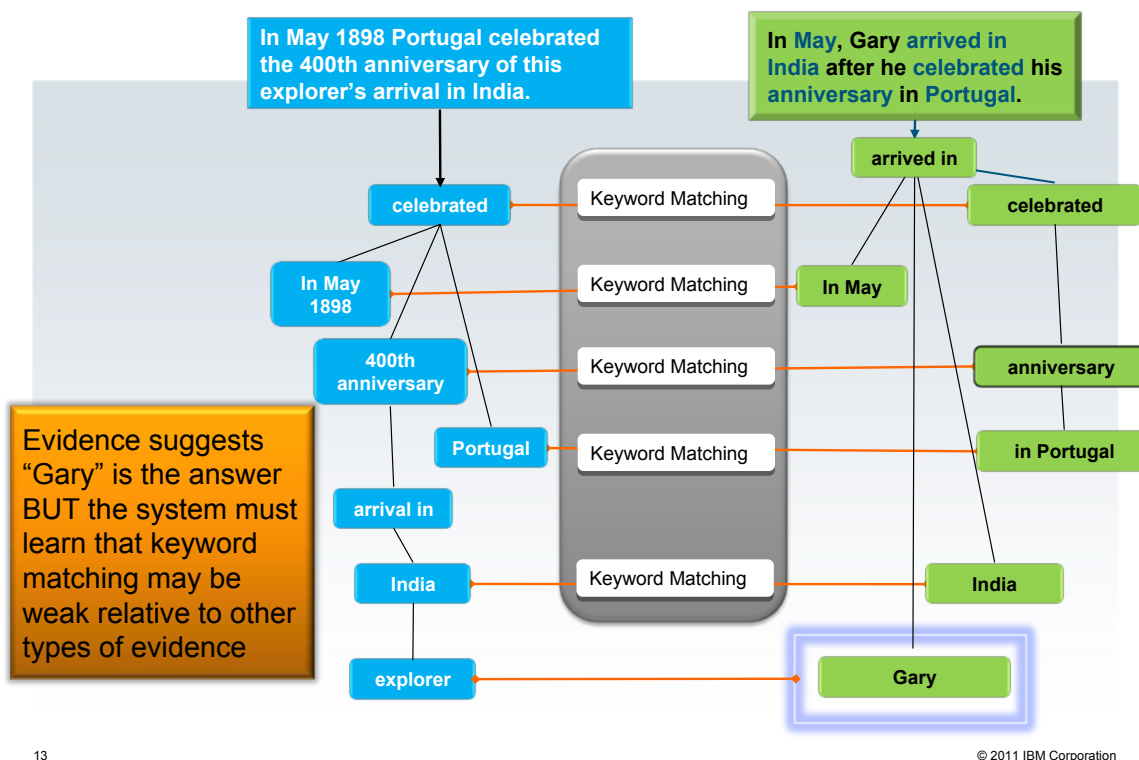 In May 1898 Portugal celebrated
the 400th anniversary of this
explorer’s arrival in India.
In May, Gary arrived in
India after he celebrated his
anniversary in Portugal.
arrived in
celebrated
Keyword Matching
celebrated
In May
1898
Keyword Matching
In May
400th
anniversary
Keyword Matching
anniversary
Evidence suggests
“Gary” is the answer
BUT the system must
learn that keyword
matching may be
weak relative to other
types of evidence
Portugal
Keyword Matching
in Portugal
arrival in
India
Keyword Matching
India
explorer
Gary
13
© 2011 IBM Corporation